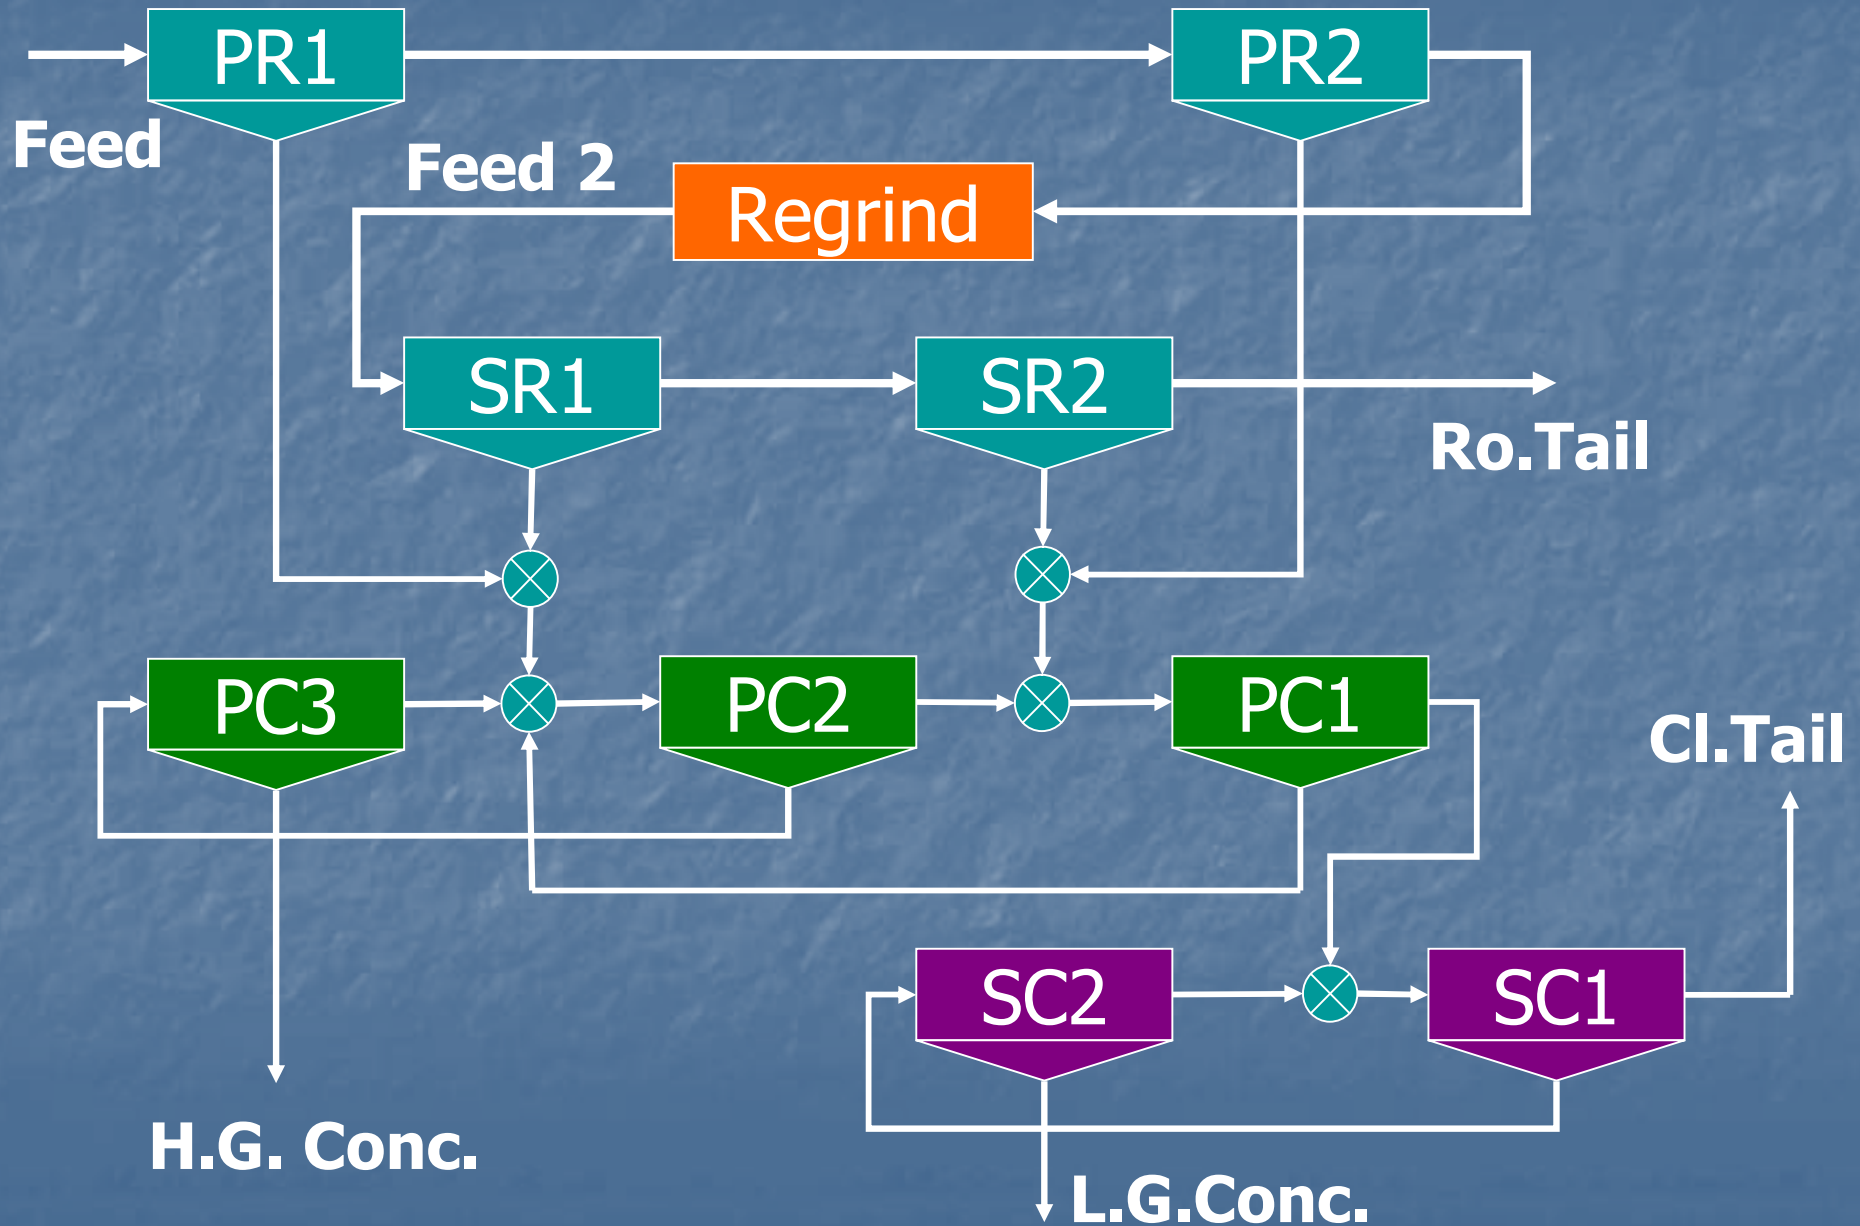 PR1
PR2
Feed
Feed 2
Regrind
SR1
SR2
Ro.Tail
PC3
PC2
PC1
Cl.Tail
SC2
SC1
H.G. Conc.
L.G.Conc.